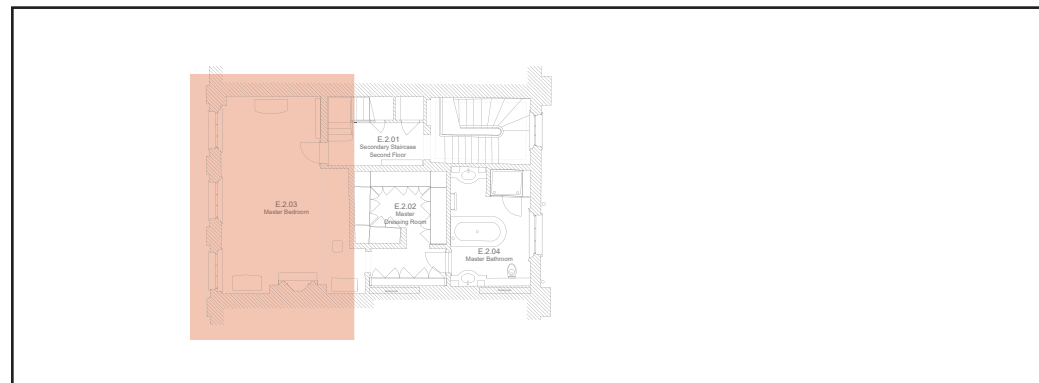 E.2.01
Secondary Staircase
Second Floor
E.2.03
Master Bedroom
E.2.02
Master
Dressing Room
E.2.04
Master Bathroom